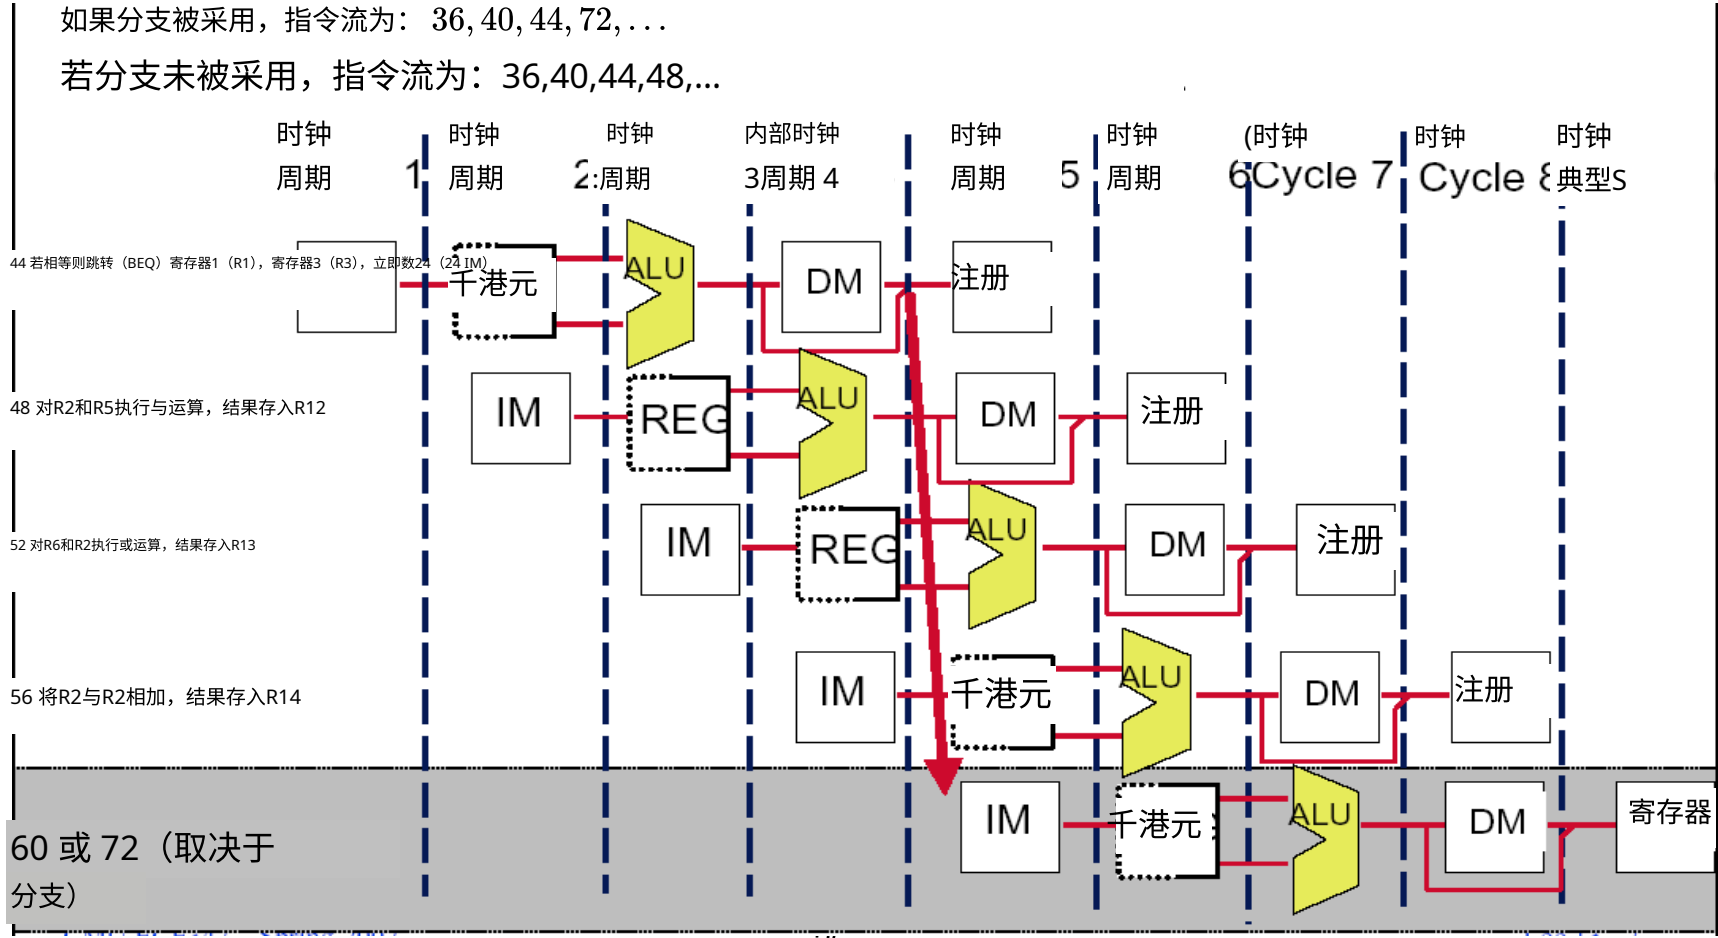 如果分支被采用，指令流为： 36, 40, 44, 72, . . .
若分支未被采用，指令流为：36,40,44,48,...
时钟 时钟 时钟 内部时钟 时钟 时钟 (时钟 时钟 时钟
周期 1 周期 2 :周期 3周期 4 周期 5 周期 6Cycle 7 Cycle 8 典型S
44 若相等则跳转（BEQ）寄存器1（R1），寄存器3（R3），立即数24（24 IM）
千港元 ALU DM 注册
48 对R2和R5执行与运算，结果存入R12
IM REG ALU DM 注册
52 对R6和R2执行或运算，结果存入R13
IM REG ALU DM 注册
56 将R2与R2相加，结果存入R14
IM 千港元 ALU DM 注册
60 或 72（取决于
分支）
IM 千港元 ALU DM 寄存器